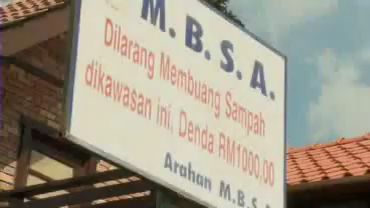 M.B.S.A.
Dilarang Membuang Sampah
dikawasan ini, Denda RM1000.00
Arahan M.B.S.A